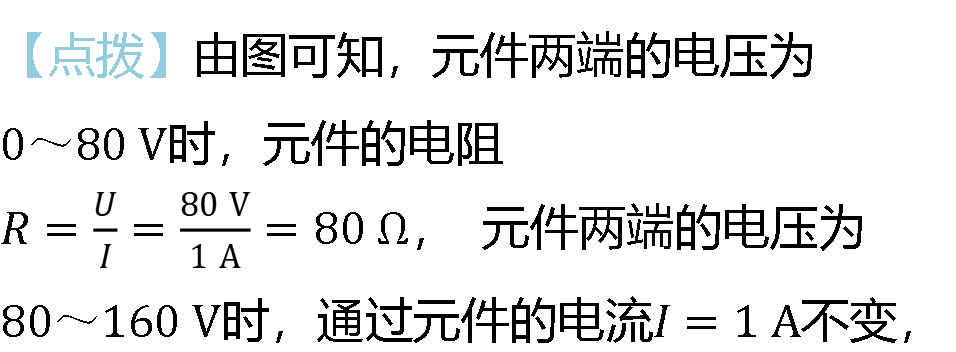 【点拨】由图可知，元件两端的电压为
0～80 V时，元件的电阻
R = U/I = 80 V/1 A = 80 Ω， 元件两端的电压为
80～160 V时，通过元件的电流I = 1 A不变，